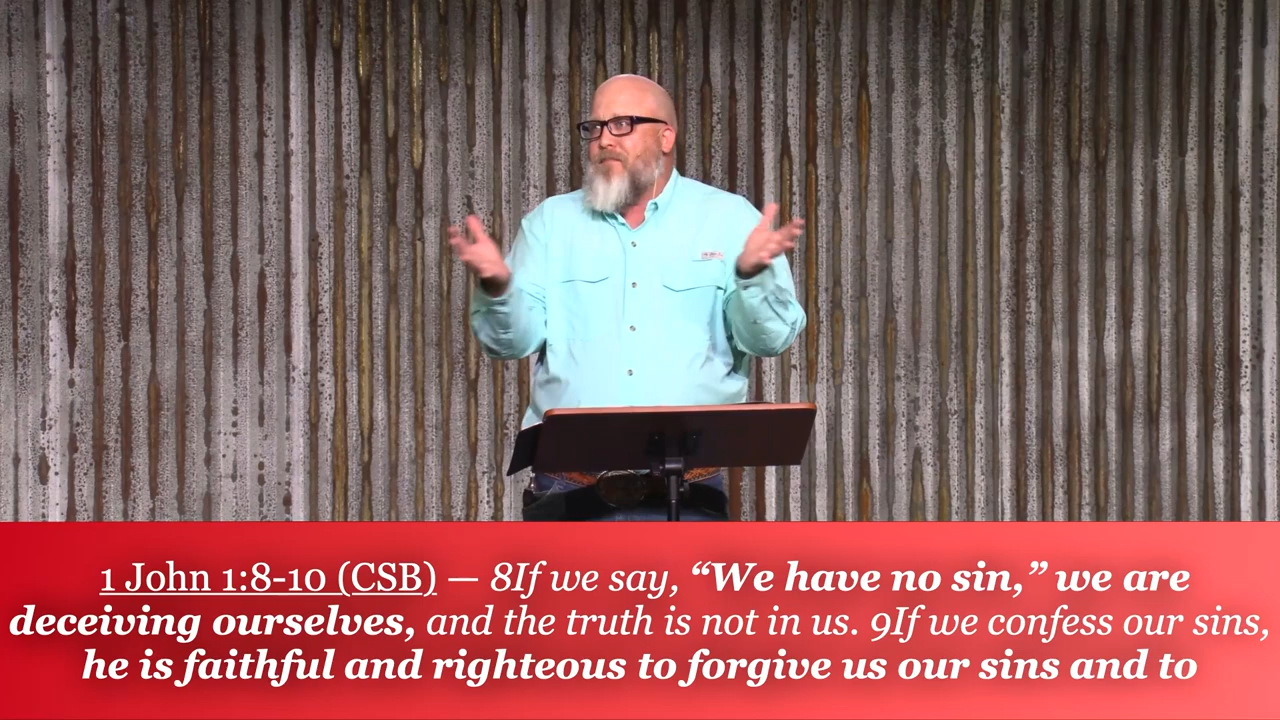 1 John 1:8-10 (CSB) — 8If we say, “We have no sin,” we are
deceiving ourselves, and the truth is not in us. 9If we confess our sins,
he is faithful and righteous to forgive us our sins and to